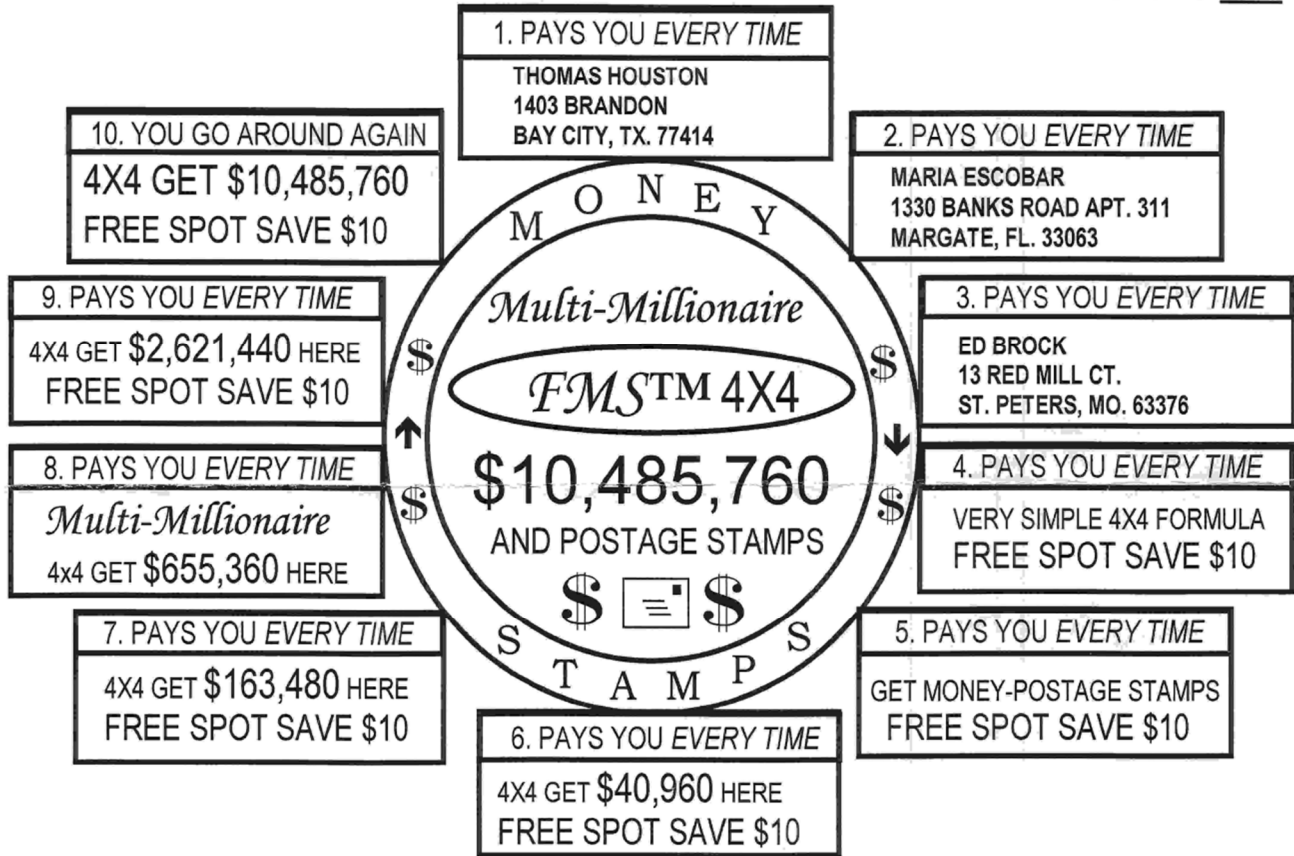 1. PAYS YOU EVERY TIME
THOMAS HOUSTON
1403 BRANDON
BAY CITY, TX. 77414
2. PAYS YOU EVERY TIME
MARIA ESCOBAR
1330 BANKS ROAD APT. 311
MARGATE, FL. 33063
3. PAYS YOU EVERY TIME
ED BROCK
13 RED MILL CT.
ST. PETERS, MO. 63376
4. PAYS YOU EVERY TIME
VERY SIMPLE 4X4 FORMULA
FREE SPOT SAVE $10
5. PAYS YOU EVERY TIME
GET MONEY-POSTAGE STAMPS
FREE SPOT SAVE $10
6. PAYS YOU EVERY TIME
4X4 GET $40,960 HERE
FREE SPOT SAVE $10
7. PAYS YOU EVERY TIME
4X4 GET $163,480 HERE
FREE SPOT SAVE $10
8. PAYS YOU EVERY TIME
Multi-Millionaire
4x4 GET $655,360 HERE
9. PAYS YOU EVERY TIME
4X4 GET $2,621,440 HERE
FREE SPOT SAVE $10
10. YOU GO AROUND AGAIN
4X4 GET $10,485,760
FREE SPOT SAVE $10
MONEY
$ $
$ $
STAMPS
Multi-Millionaire
FMS™ 4X4
$10,485,760
AND POSTAGE STAMPS
$ $